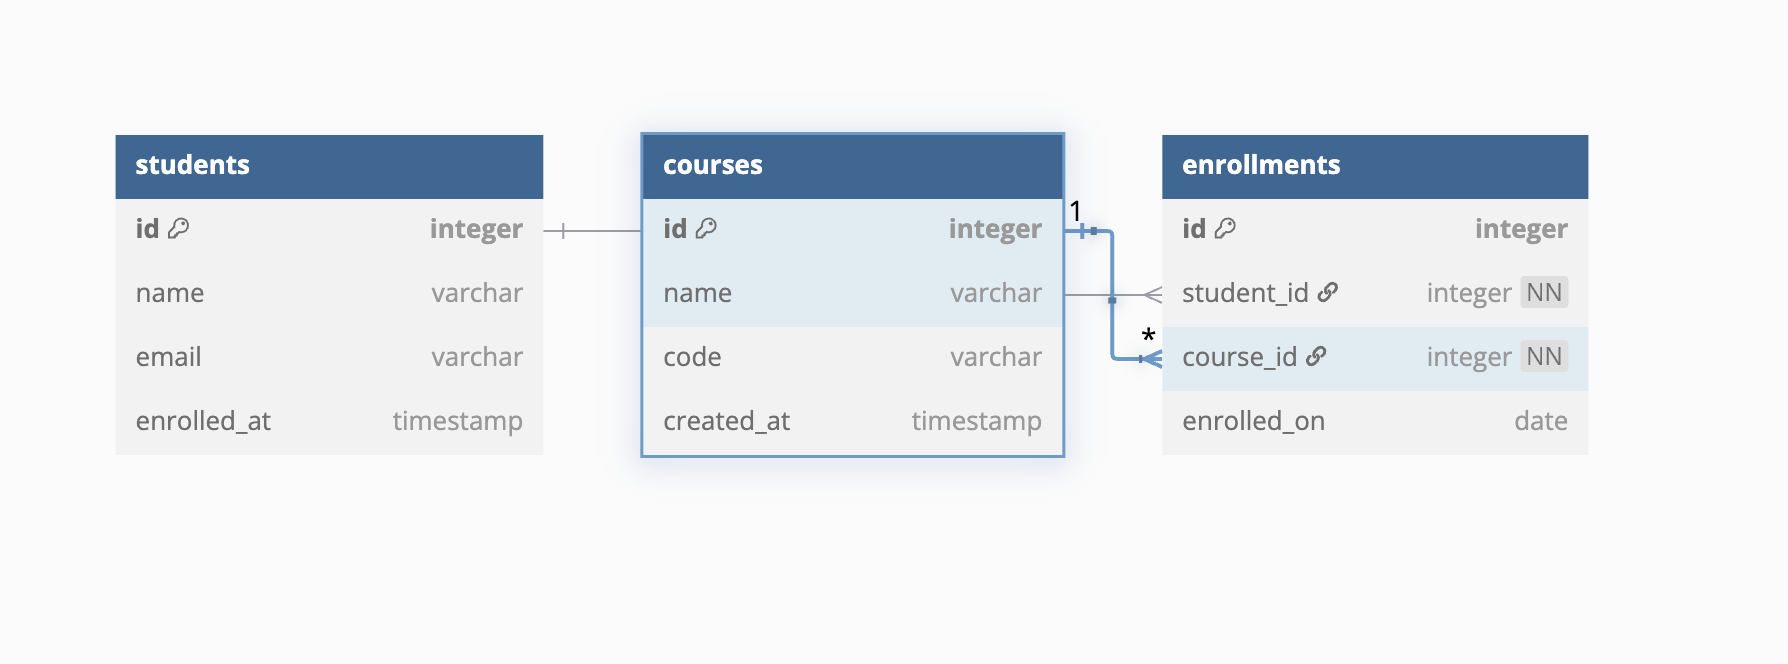 students
id integer
name varchar
email varchar
enrolled_at timestamp
courses
id integer
name varchar
code varchar
created_at timestamp
1
*
enrollments
id integer
student_id integer NN
course_id integer NN
enrolled_on date